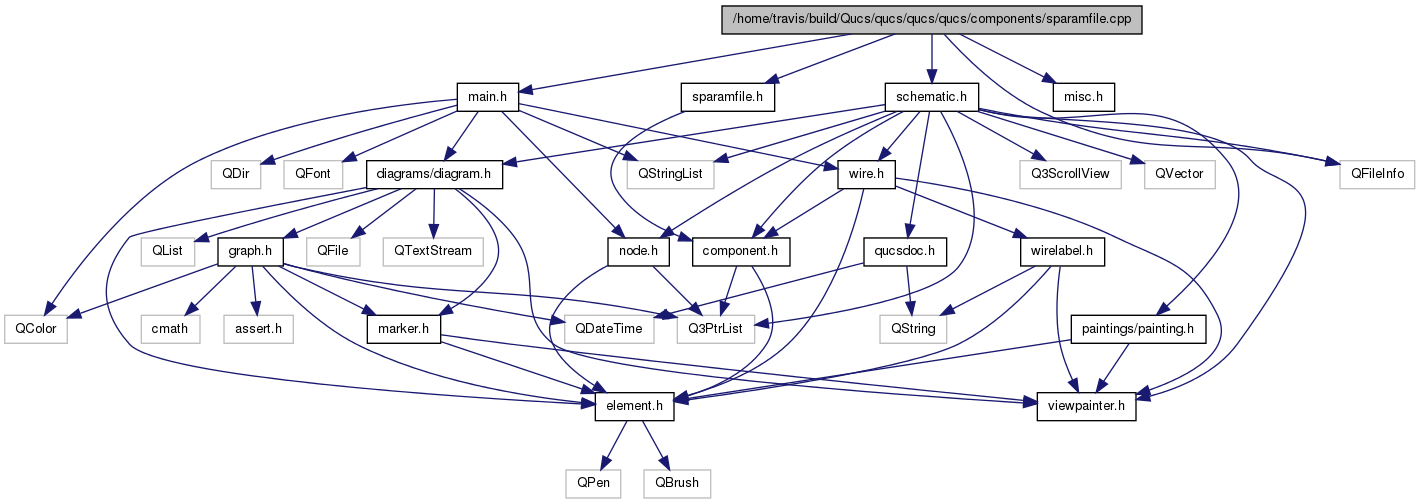 /home/travis/build/Qucs/qucs/qucs/qucs/components/sparamfile.cpp
main.h
sparamfile.h
schematic.h
misc.h
QDir
QFont
diagrams/diagram.h
QStringList
wire.h
Q3ScrollView
QVector
QFileInfo
QList
graph.h
QFile
QTextStream
node.h
component.h
qucsdoc.h
wirelabel.h
QColor
cmath
assert.h
marker.h
QDateTime
Q3PtrList
QString
paintings/painting.h
element.h
viewpainter.h
QPen
QBrush